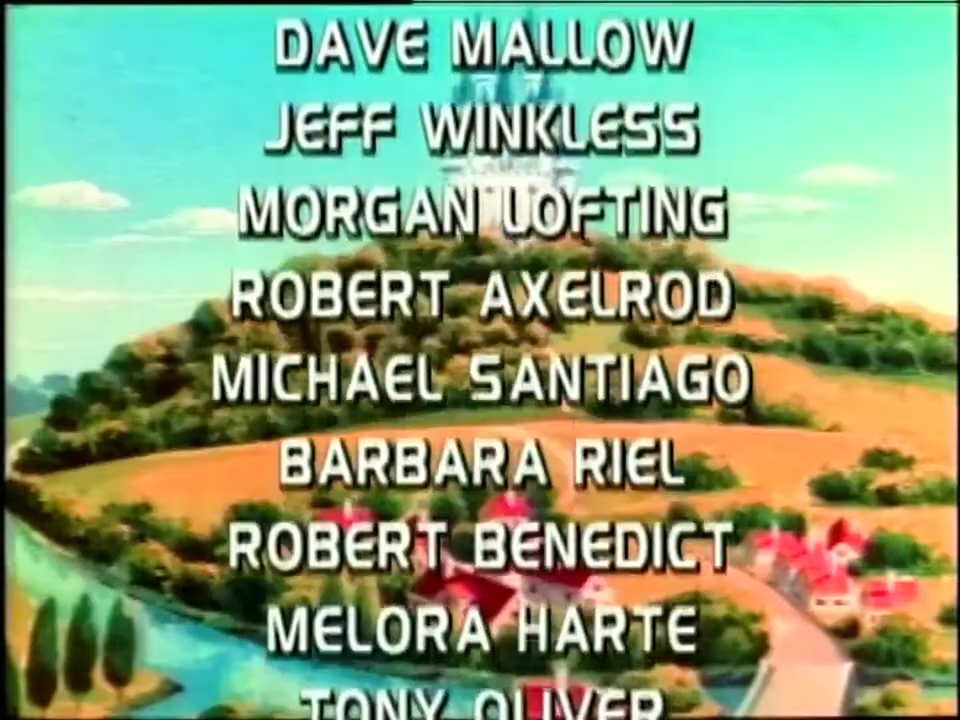 DAVE MALLOW
JEFF WINKLESS
MORGAN LOFTING
ROBERT AXELROD
MICHAEL SANTIAGO
BARBARA RIEL
ROBERT BENEDICT
MELORA HARTE
TONY OLIVER